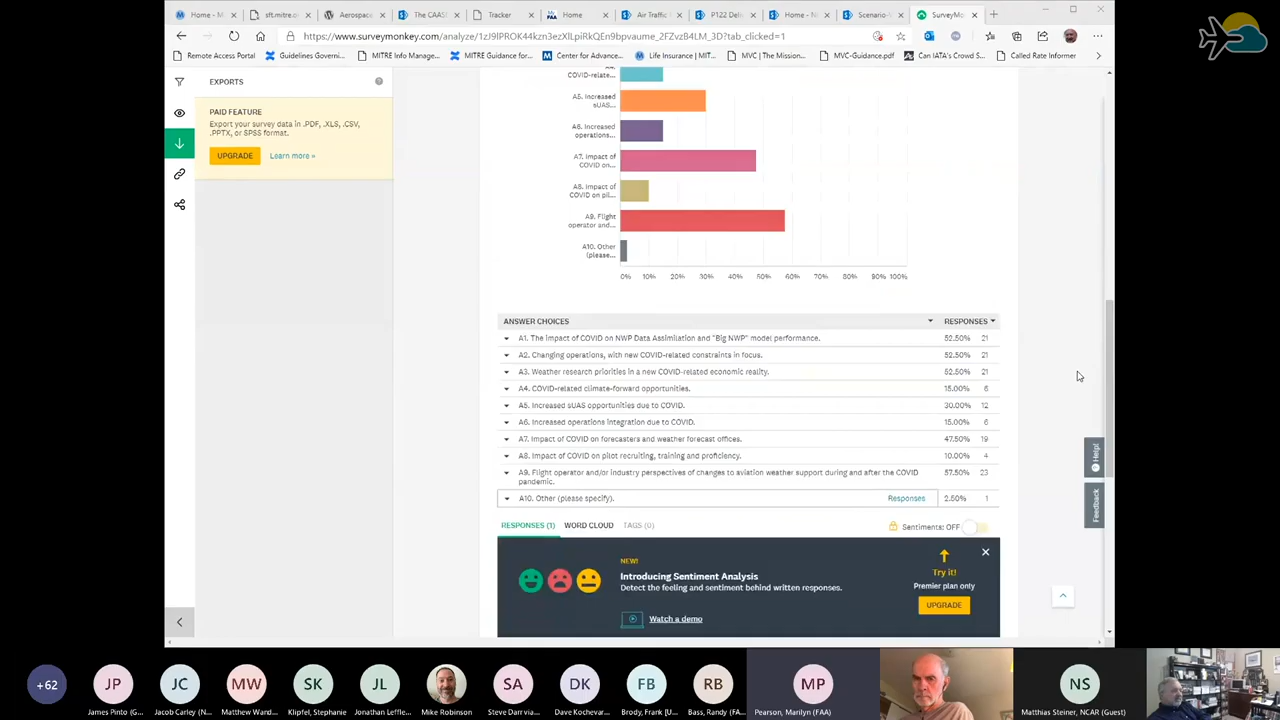 Home - M...
sft.mitre.or
Aerospace
The CAAS
Tracker
FAA
Home
Air Traffic
P122 Deli
Home - N
Scenario-
SurveyMo
https://www.surveymonkey.com/analyze/
?tab_clicked=1
Remote Access Portal
Guidelines Governi...
MITRE Info Manage...
MITRE Guidance for...
Center for Advance...
Life Insurance | MIT...
MVC | The Mission...
MVC-Guidance.pdf
Can IATA's Crowd S...
Called Rate Informer
EXPORTS
PAID FEATURE
Export your survey data in .PDF, .XLS, .CSV,
.PPTX, or SPSS format.
UPGRADE
Learn more »
COVID-relate...
A5. Increased
sUAS...
A6. Increased
operations...
A7. Impact of
COVID on...
A8. Impact of
COVID on pil...
A9. Flight
operator and...
A10. Other
(please...
0% 10% 20% 30% 40% 50% 60% 70% 80% 90% 100%
ANSWER CHOICES RESPONSES
A1. The impact of COVID on NWP Data Assimilation and "Big NWP" model performance. 52.50% 21
A2. Changing operations, with new COVID-related constraints in focus. 52.50% 21
A3. Weather research priorities in a new COVID-related economic reality. 52.50% 21
A4. COVID-related climate-forward opportunities. 15.00% 6
A5. Increased sUAS opportunities due to COVID. 30.00% 12
A6. Increased operations integration due to COVID. 15.00% 6
A7. Impact of COVID on forecasters and weather forecast offices. 47.50% 19
A8. Impact of COVID on pilot recruiting, training and proficiency. 10.00% 4
A9. Flight operator and/or industry perspectives of changes to aviation weather support during and after the COVID 57.50% 23
pandemic.
A10. Other (please specify). Responses 2.50% 1
RESPONSES (1) WORD CLOUD TAGS (0) Sentiments: OFF
NEW!
Introducing Sentiment Analysis
Detect the feeling and sentiment behind written responses.
Watch a demo
Try it!
Premier plan only
UPGRADE
Help!
Feedback
+62
JP
JC
MW
SK
JL
SA
DK
FB
RB
MP
NS
James Pinto (G...
Jacob Carley (N...
Matthew Wand...
Klipfel, Stephanie
Jonathan Leffle...
Mike Robinson
Steve Darrvia...
Dave Kochevar...
Brody, Frank [U...
Bass, Randy (FA...
Pearson, Marilyn (FAA)
Matthias Steiner, NCAR (Guest)